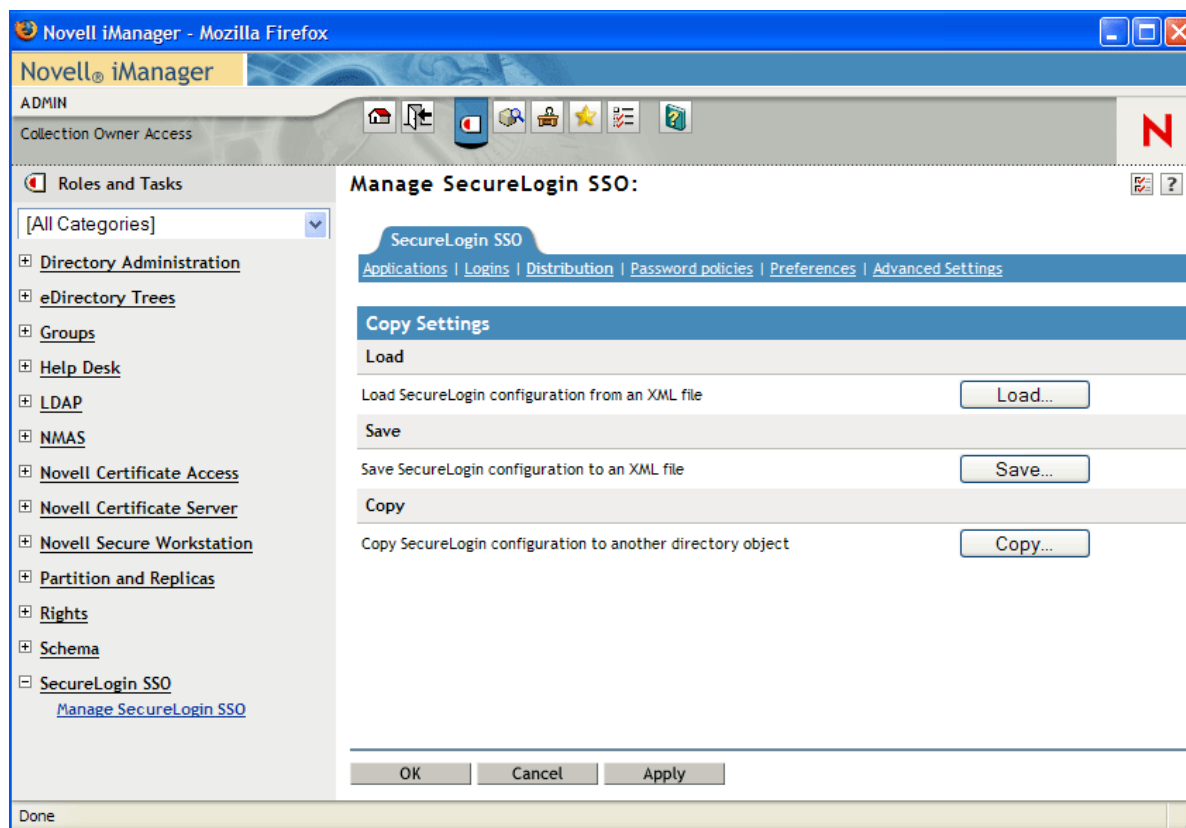 Novell iManager - Mozilla Firefox
Novell® iManager
ADMIN
Collection Owner Access
N
Roles and Tasks
[All Categories]
Directory Administration
eDirectory Trees
Groups
Help Desk
LDAP
NMAS
Novell Certificate Access
Novell Certificate Server
Novell Secure Workstation
Partition and Replicas
Rights
Schema
SecureLogin SSO
Manage SecureLogin SSO
Manage SecureLogin SSO:
?
SecureLogin SSO
Applications | Logins | Distribution | Password policies | Preferences | Advanced Settings
Copy Settings
Load
Load SecureLogin configuration from an XML file Load...
Save
Save SecureLogin configuration to an XML file Save...
Copy
Copy SecureLogin configuration to another directory object Copy...
OK Cancel Apply
Done